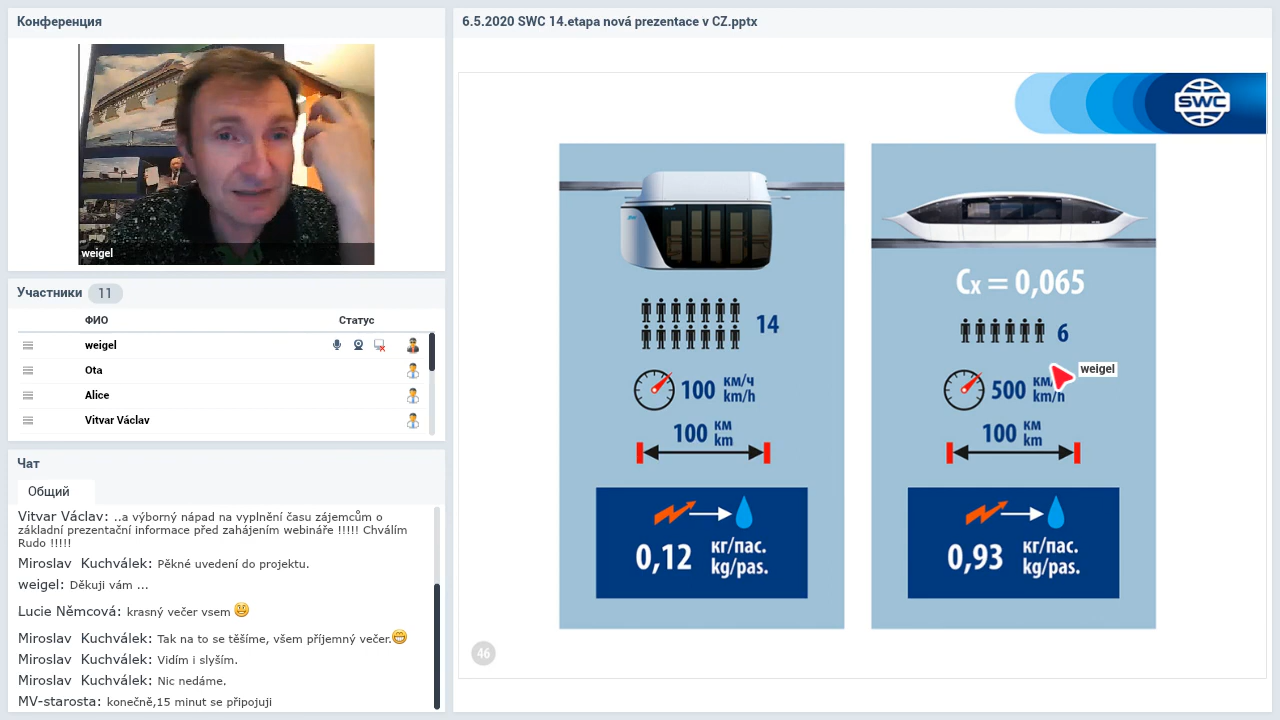 Конференция
weigel
Участники 11
ФИО Статус
weigel
Ota
Alice
Vitvar Václav
Чат
Общий
Vitvar Václav: ..a výborný nápad na vyplnění času zájemcům o
základní prezentační informace před zahájením webináře !!!!! Chválím
Rudo !!!!!
Miroslav Kuchválek: Pěkné uvedení do projektu.
weigel: Děkuji vám ...
Lucie Němcová: krasný večer vsem
Miroslav Kuchválek: Tak na to se těšíme, všem příjemný večer.
Miroslav Kuchválek: Vidím i slyším.
Miroslav Kuchválek: Nic nedáme.
MV-starosta: konečně,15 minut se připojuji
6.5.2020 SWC 14.etapa nová prezentace v CZ.pptx
SWC
14
100 км/ч
km/h
100 км
km
0,12 кг/пас.
kg/pas.
Cx = 0,065
6
weigel
500 km/h
100 км
km
0,93 кг/пас.
kg/pas.
46